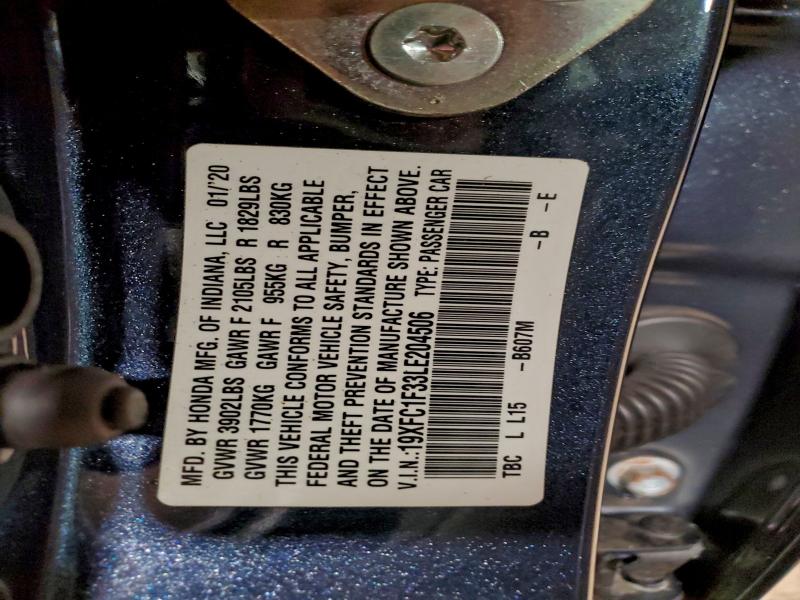 MFD. BY HONDA MFG. OF INDIANA, LLC 01/'20
GVWR 3902LBS GAWR F 2105LBS R 1829LBS
GVWR 1770KG GAWR F 955KG R 830KG
THIS VEHICLE CONFORMS TO ALL APPLICABLE
FEDERAL MOTOR VEHICLE SAFETY, BUMPER,
AND THEFT PREVENTION STANDARDS IN EFFECT
ON THE DATE OF MANUFACTURE SHOWN ABOVE.
V.I.N.:19XFC1F33LE204506 TYPE: PASSENGER CAR
TBC L L15 -B607M -B -E